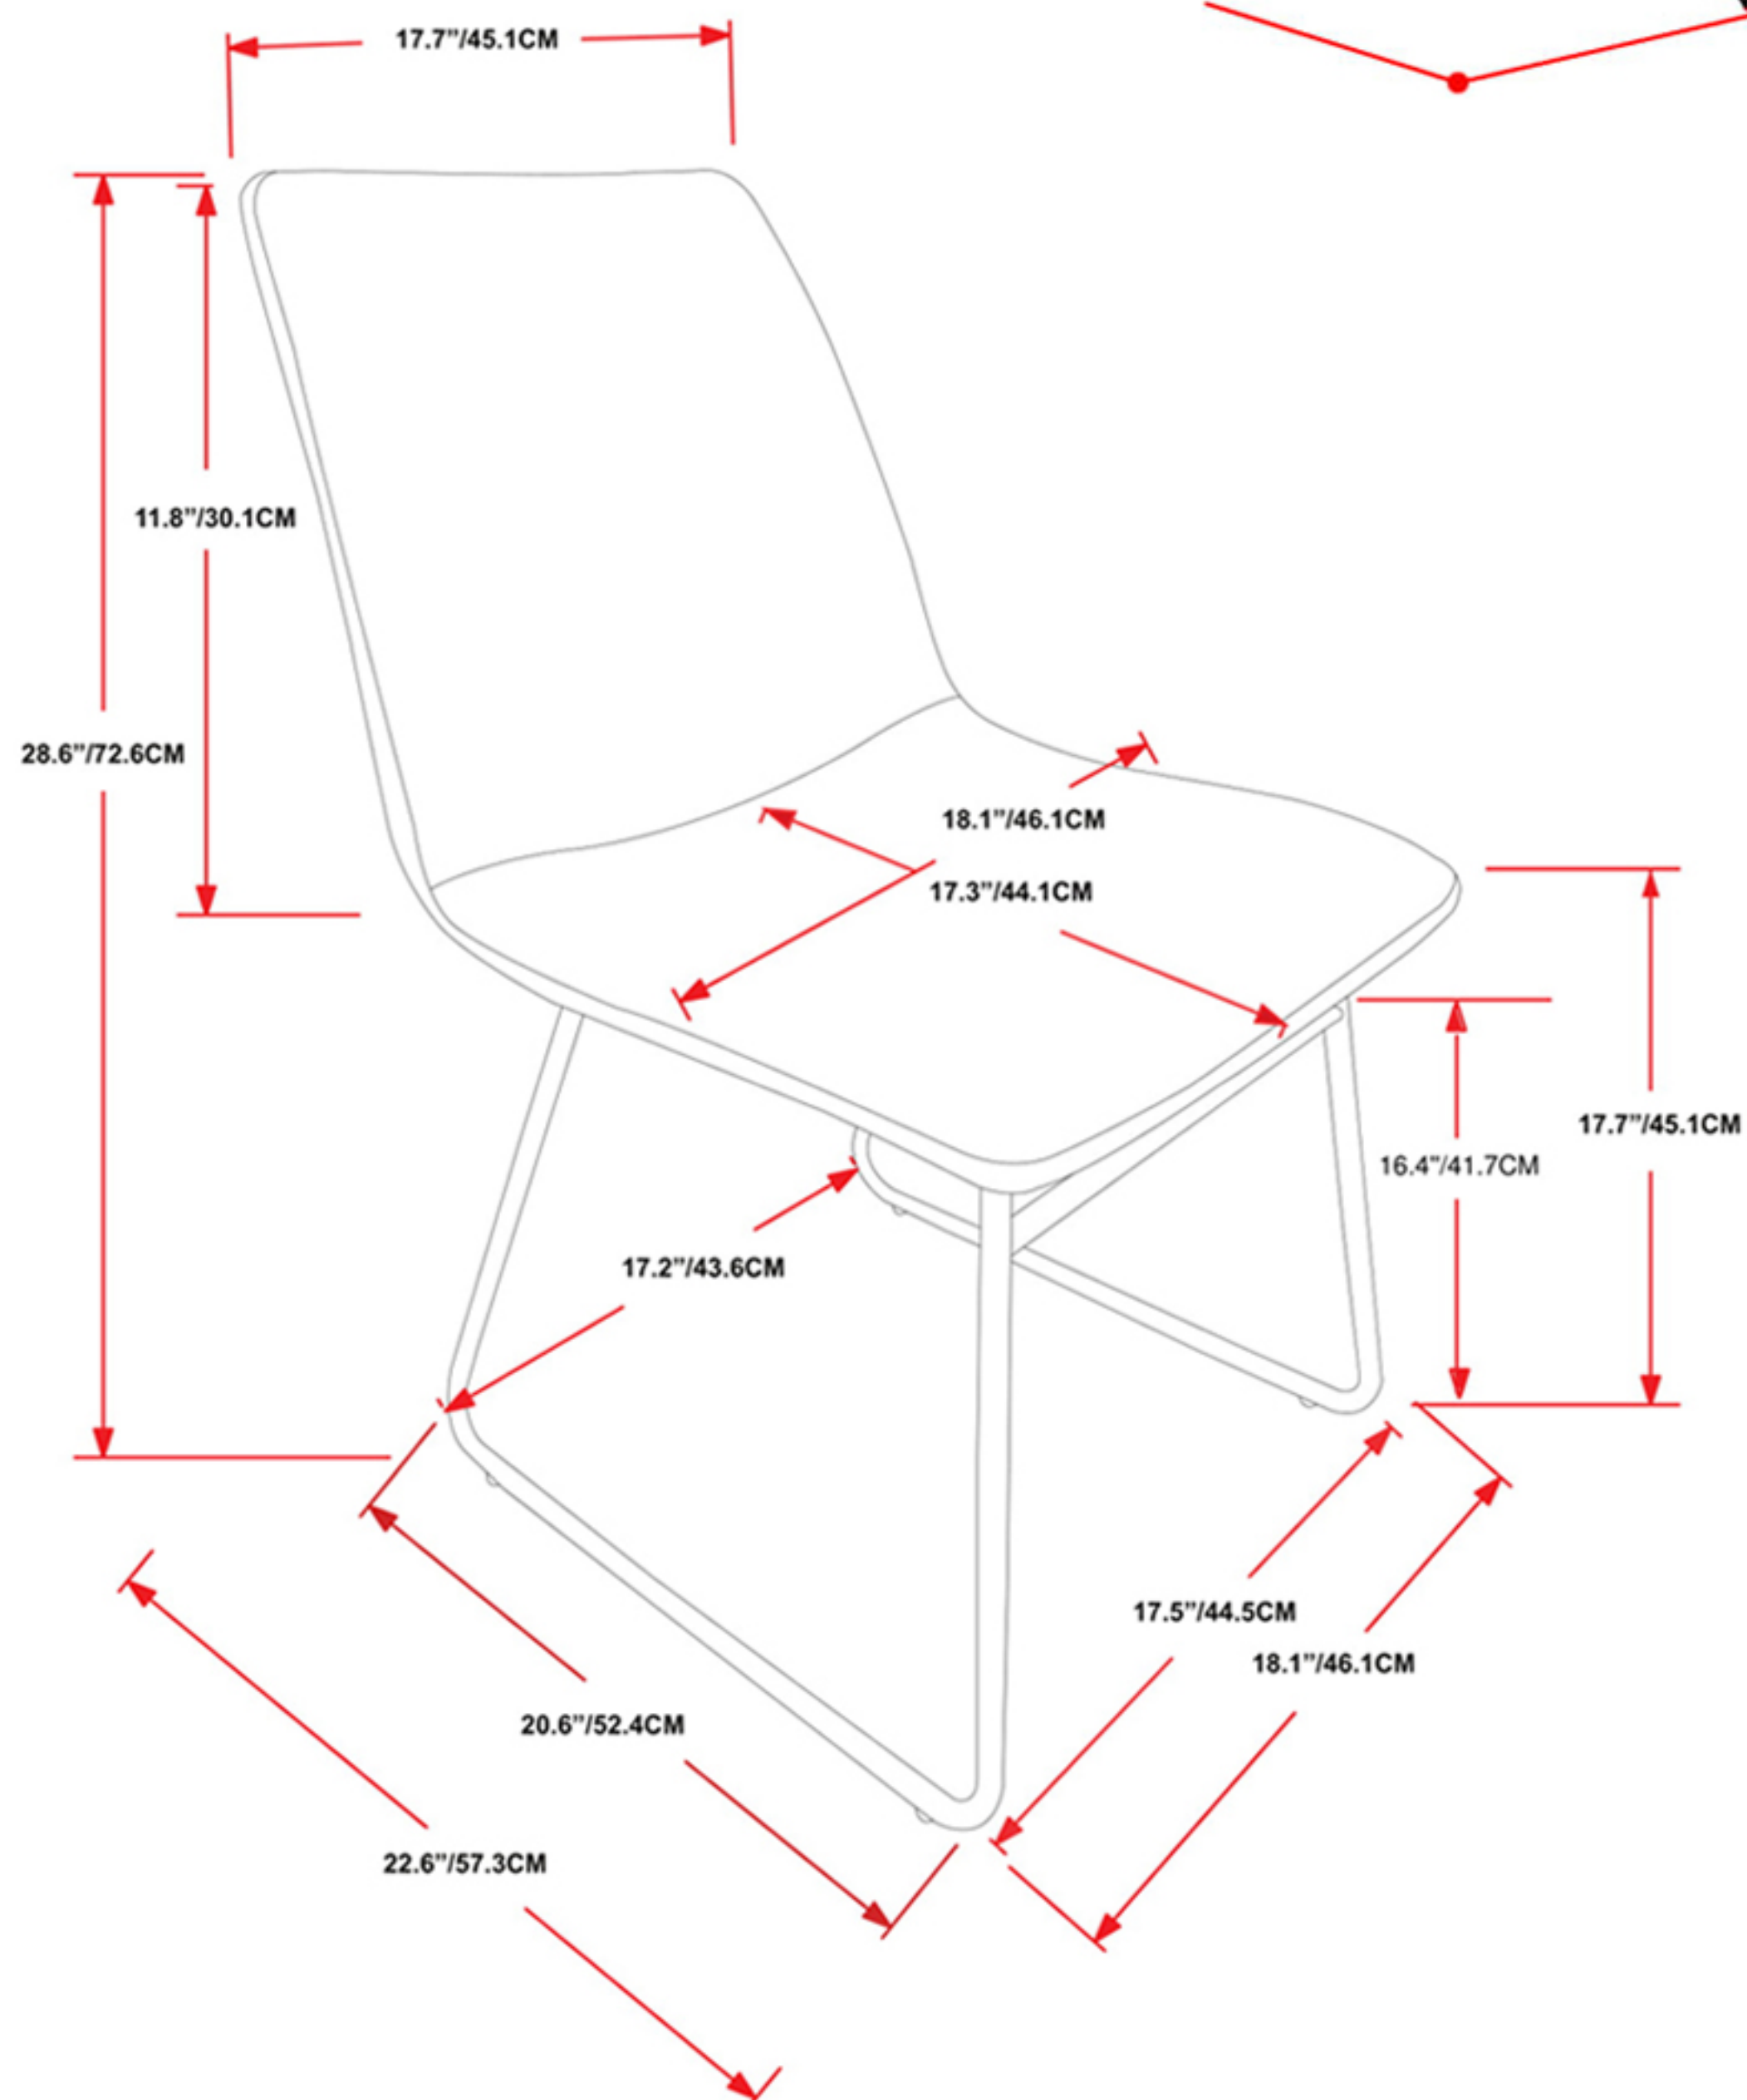 17.7”/45.1CM
11.8”/30.1CM
28.6”/72.6CM
18.1”/46.1CM
17.3”/44.1CM
17.7”/45.1CM
16.4"/41.7CM
17.2”/43.6CM
17.5”/44.5CM
18.1”/46.1CM
20.6”/52.4CM
22.6”/57.3CM